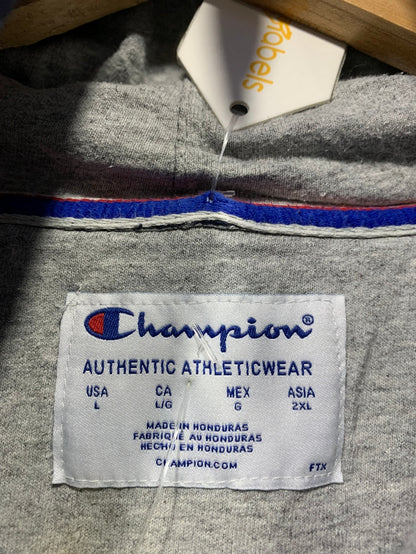 Labels
Champion®
AUTHENTIC ATHLETICWEAR
USA CA MEX ASIA
L L/G G 2XL
MADE IN HONDURAS
FABRIQUÉ AU HONDURAS
HECHO EN HONDURAS
CHAMPION.COM
FTX